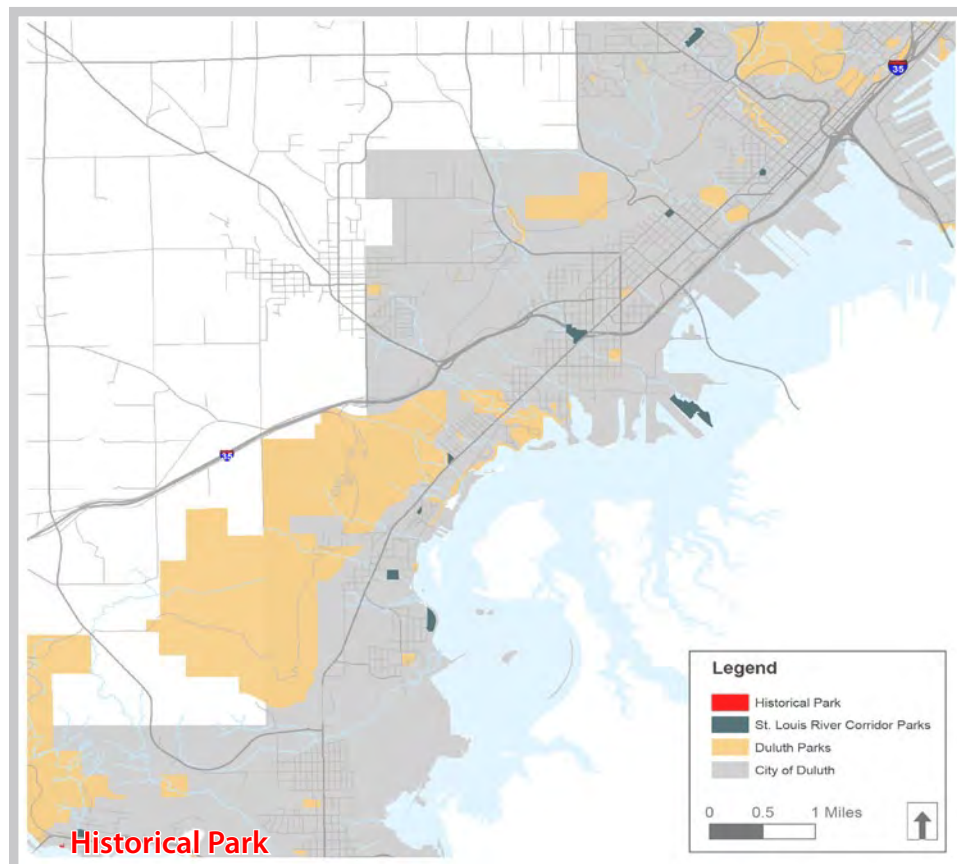 35
35
Legend
Historical Park
St. Louis River Corridor Parks
Duluth Parks
City of Duluth
0 0.5 1 Miles
Historical Park